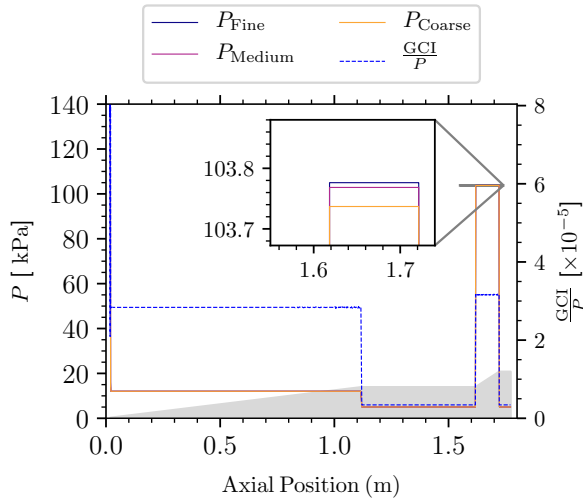 P_Fine P_Coarse
P_Medium GCI/P
140
120
100
80
60
40
20
0
P [ kPa]
103.8
103.7
1.6 1.7
8
6
4
2
0
GCI/P [×10^-5]
0.0 0.5 1.0 1.5
Axial Position (m)